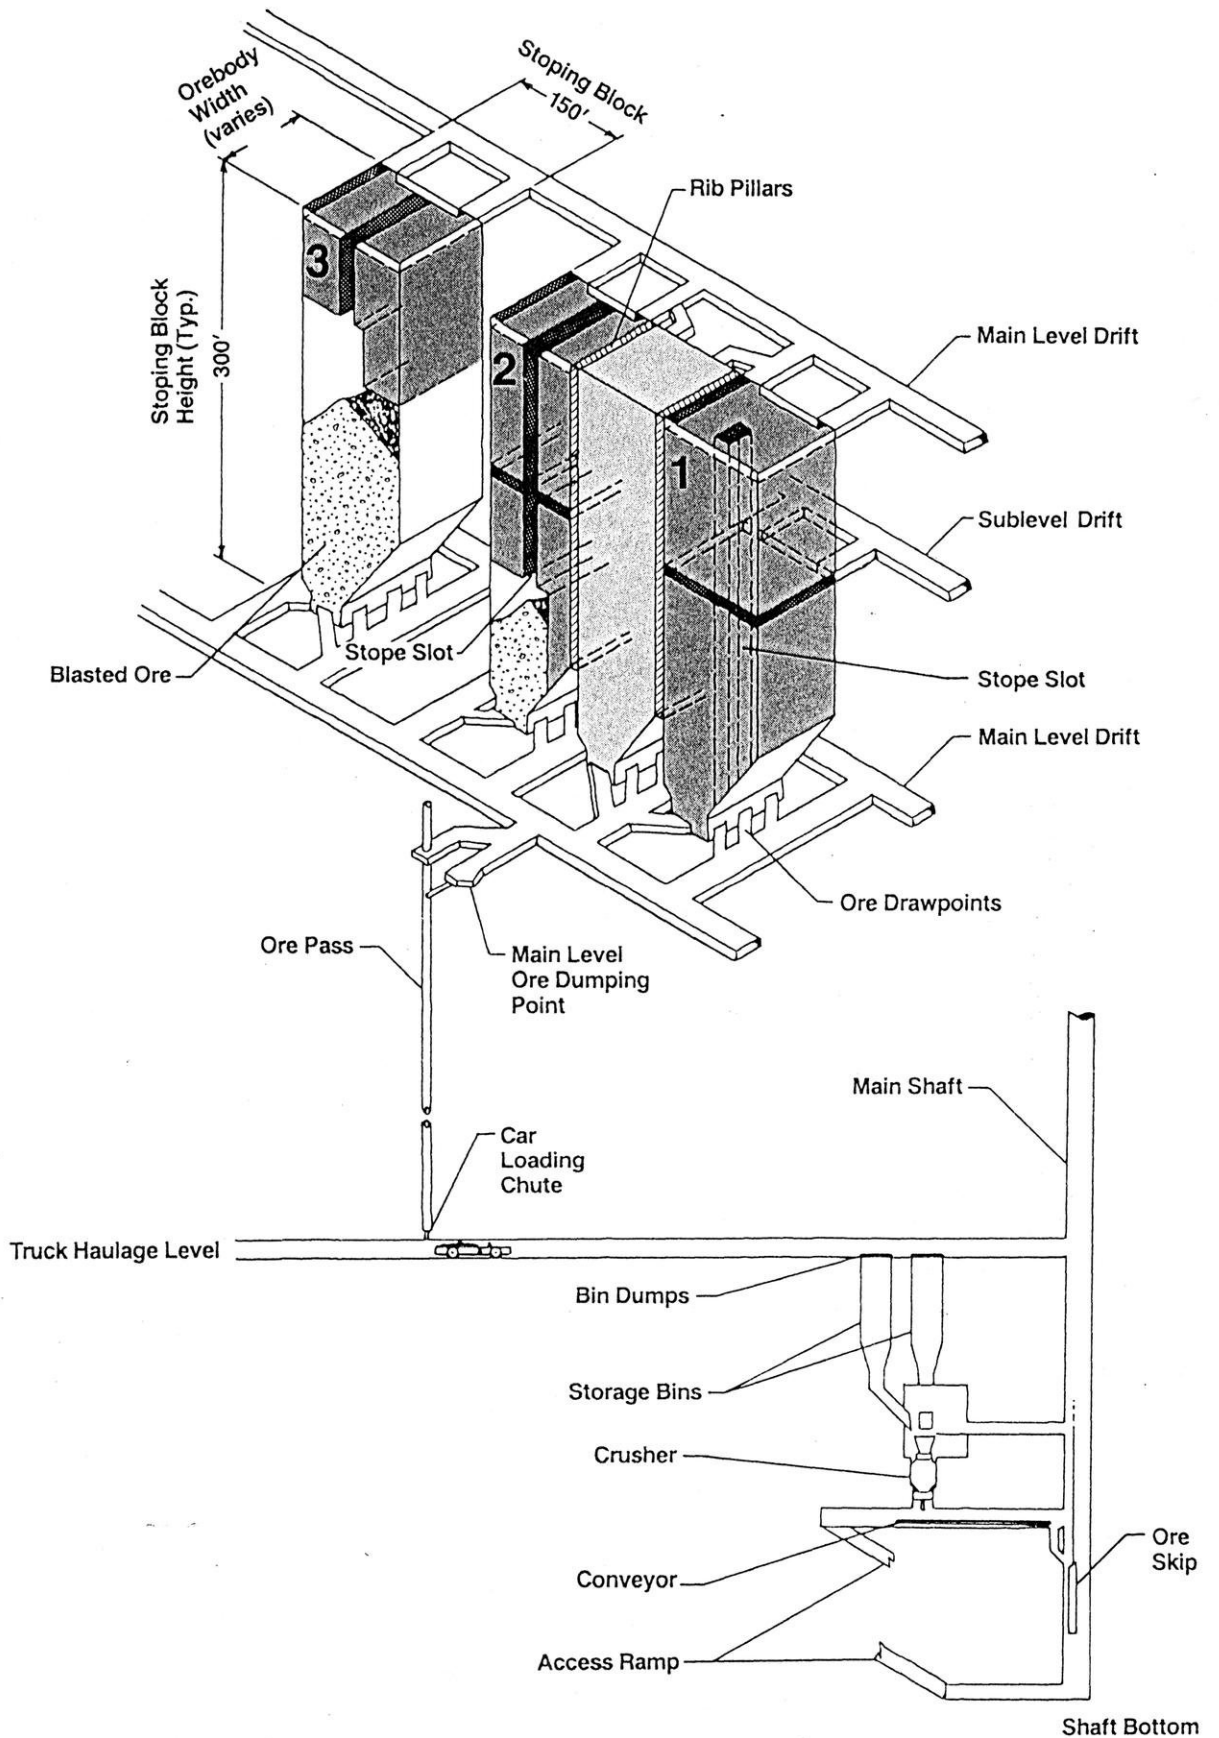 Orebody
Width
(varies)
Stoping Block
150'
Rib Pillars
3
Stoping Block
Height (Typ.)
300'
2
Main Level Drift
1
Sublevel Drift
Stope Slot
Blasted Ore
Stope Slot
Main Level Drift
Ore Drawpoints
Ore Pass
Main Level
Ore Dumping
Point
Main Shaft
Car
Loading
Chute
Truck Haulage Level
Bin Dumps
Storage Bins
Crusher
Ore
Skip
Conveyor
Access Ramp
Shaft Bottom